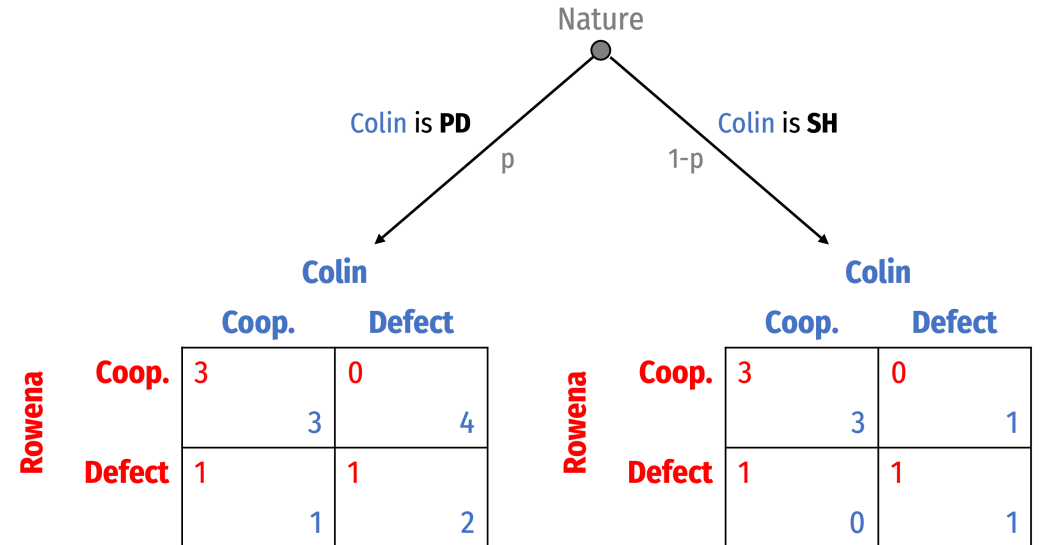 Nature
Colin is PD
Colin is SH
p
1-p
Colin
Colin
Coop. Defect
Coop. Defect
Rowena
Coop. 3 0
3 4
Defect 1 1
1 2
Rowena
Coop. 3 0
3 1
Defect 1 1
0 1